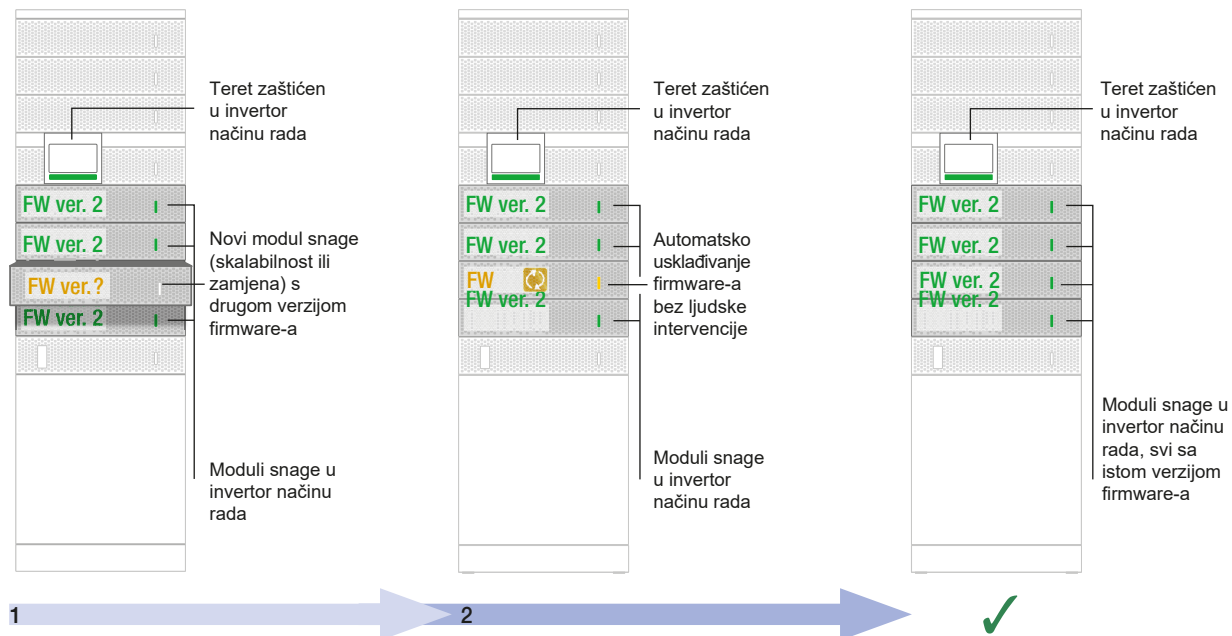 Teret zaštićen
u invertor
načinu rada
FW ver. 2
FW ver. 2
FW ver. ?
FW ver. 2
Novi modul snage
(skalabilnost ili
zamjena) s
drugom verzijom
firmware-a
Moduli snage u
invertor načinu
rada
Teret zaštićen
u invertor
načinu rada
FW ver. 2
FW ver. 2
FW
FW ver. 2
Automatsko
usklađivanje
firmware-a
bez ljudske
intervencije
Moduli snage
u invertor
načinu rada
Teret zaštićen
u invertor
načinu rada
FW ver. 2
FW ver. 2
FW ver. 2
FW ver. 2
Moduli snage u
invertor načinu
rada, svi sa
istom verzijom
firmware-a
1
2